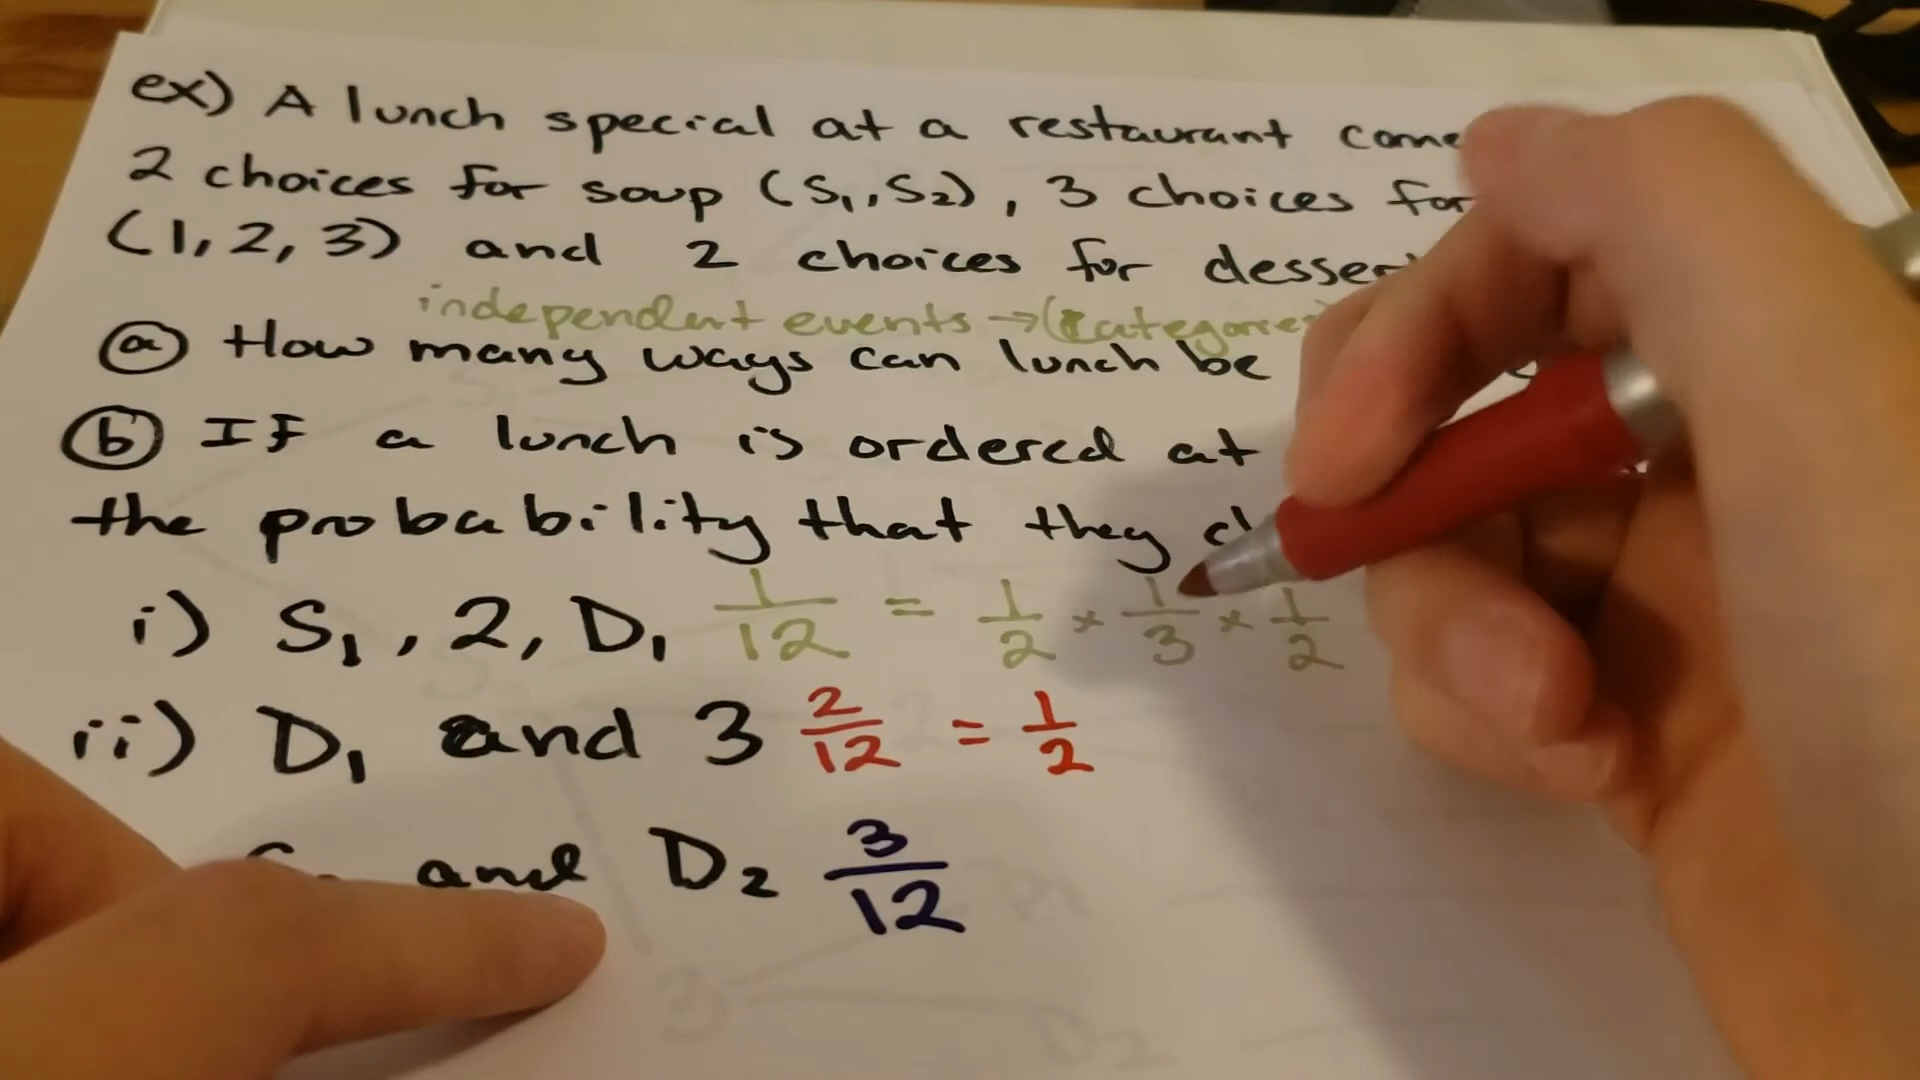 ex) A lunch special at a restaurant come
2 choices for soup (S₁, S₂), 3 choices for
(1, 2, 3) and 2 choices for desser
independent events → (categories
ⓐ How many ways can lunch be
ⓑ If a lunch is ordered at
the probability that they
i) S₁, 2, D₁ 1/12 = 1/2 × 1/3 × 1/2
ii) D₁ and 3 2/12 = 1/2
and D₂ 3/12